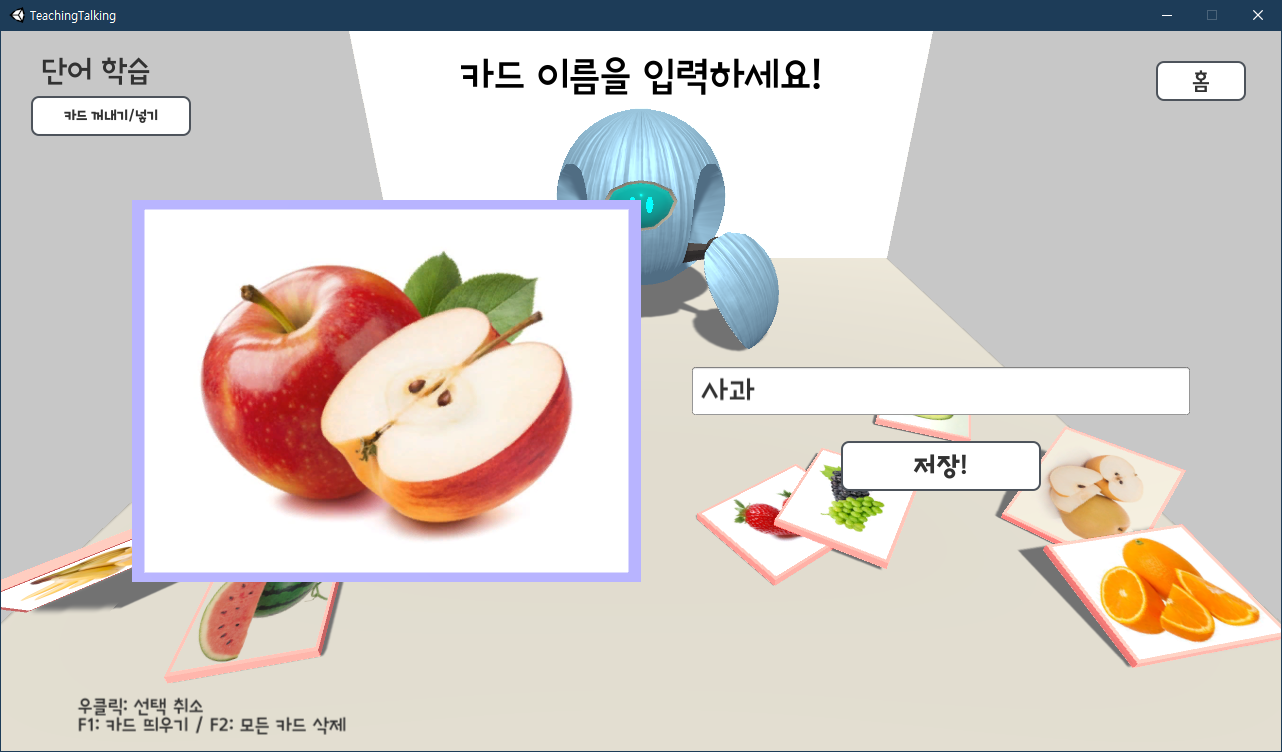 TeachingTalking
단어 학습
카드 꺼내기/넣기
카드 이름을 입력하세요!
홈
사과
저장!
우클릭: 선택 취소
F1: 카드 띄우기 / F2: 모든 카드 삭제